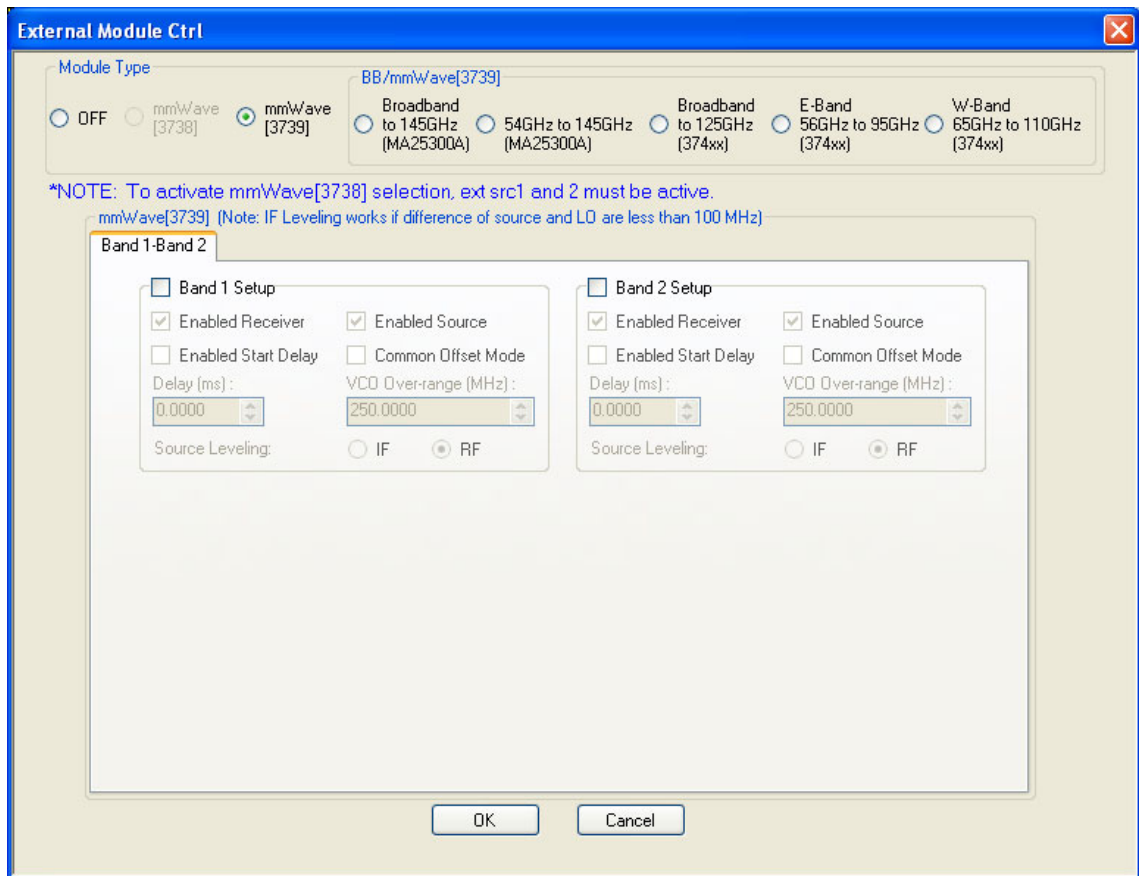 External Module Ctrl
Module Type
OFF
mmWave
[3738]
mmWave
[3739]
BB/mmWave[3739]
Broadband
to 145GHz
(MA25300A)
54GHz to 145GHz
(MA25300A)
Broadband
to 125GHz
(374xx)
E-Band
56GHz to 95GHz
(374xx)
W-Band
65GHz to 110GHz
(374xx)
*NOTE: To activate mmWave[3738] selection, ext src1 and 2 must be active.
mmWave[3739] (Note: IF Leveling works if difference of source and LO are less than 100 MHz)
Band 1-Band 2
Band 1 Setup
Enabled Receiver
Enabled Source
Enabled Start Delay
Common Offset Mode
Delay (ms) :
VCO Over-range (MHz) :
0.0000
250.0000
Source Leveling:
IF
RF
Band 2 Setup
Enabled Receiver
Enabled Source
Enabled Start Delay
Common Offset Mode
Delay (ms) :
VCO Over-range (MHz) :
0.0000
250.0000
Source Leveling:
IF
RF
OK
Cancel